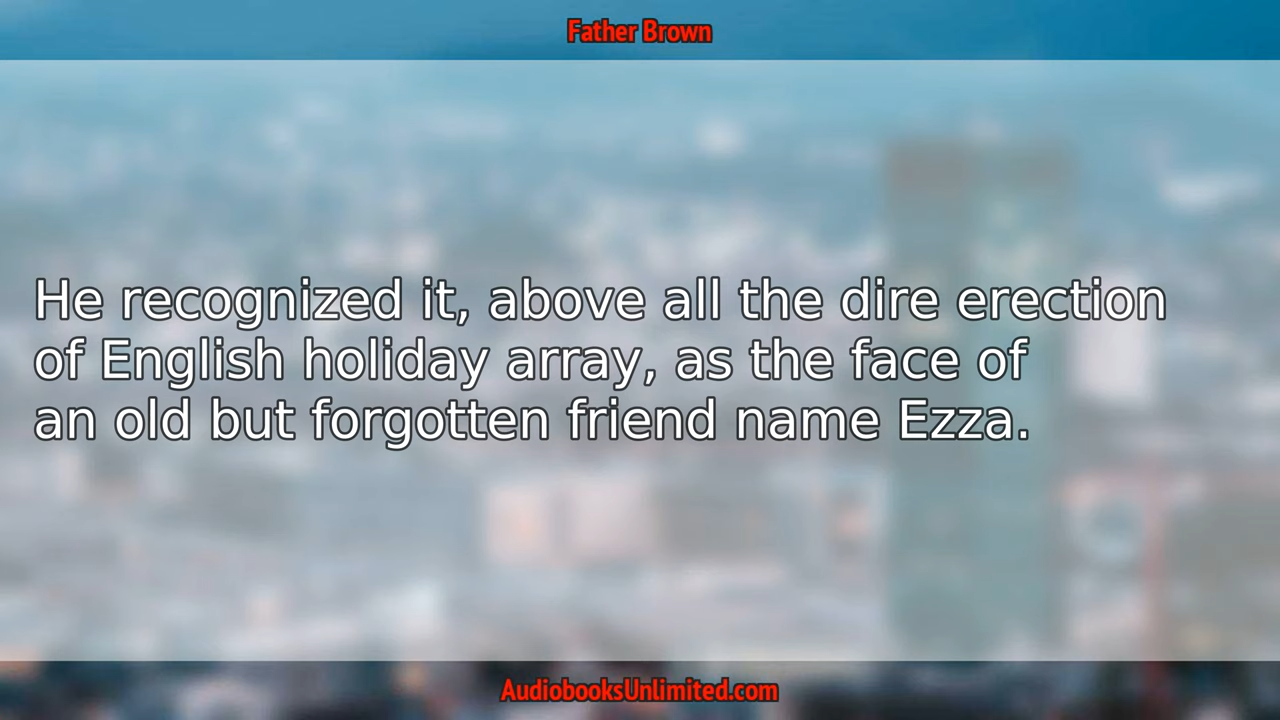 Father Brown
He recognized it, above all the dire erection
of English holiday array, as the face of
an old but forgotten friend name Ezza.
AudiobooksUnlimited.com